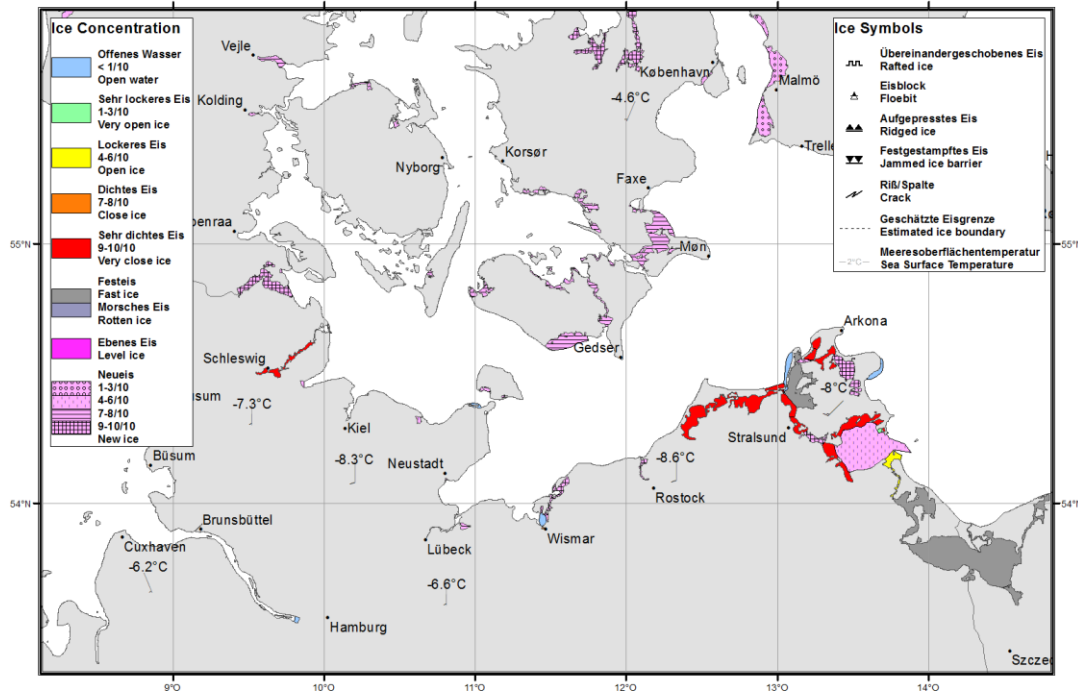 Ice Concentration
Offenes Wasser
< 1/10
Open water
Sehr lockeres Eis
1-3/10
Very open ice
Lockeres Eis
4-6/10
Open ice
Dichtes Eis
7-8/10
Close ice
Sehr dichtes Eis
9-10/10
Very close ice
Festeis
Fast ice
Morsches Eis
Rotten ice
Ebenes Eis
Level ice
Neueis
1-3/10
4-6/10
7-8/10
9-10/10
New ice
Ice Symbols
Übereinandergeschobenes Eis
Rafted ice
Eisblock
Floebit
Aufgepresstes Eis
Ridged ice
Festgestampftes Eis
Jammed ice barrier
Riß/Spalte
Crack
Geschätzte Eisgrenze
Estimated ice boundary
-2°C
Meeresoberflächentemperatur
Sea Surface Temperature
Vejle
København
Malmö
-4.6°C
Kolding
Trelle
Nyborg
Korsør
Faxe
benraa
55°N
55°N
Møn
Arkona
Gedser
Schleswig
-8°C
usum
-7.3°C
Kiel
Stralsund
-8.3°C
Neustadt
-8.6°C
Büsum
Rostock
54°N
54°N
Brunsbüttel
Wismar
Cuxhaven
Lübeck
-6.2°C
-6.6°C
Hamburg
Szczec
9°O
10°O
11°O
12°O
13°O
14°O